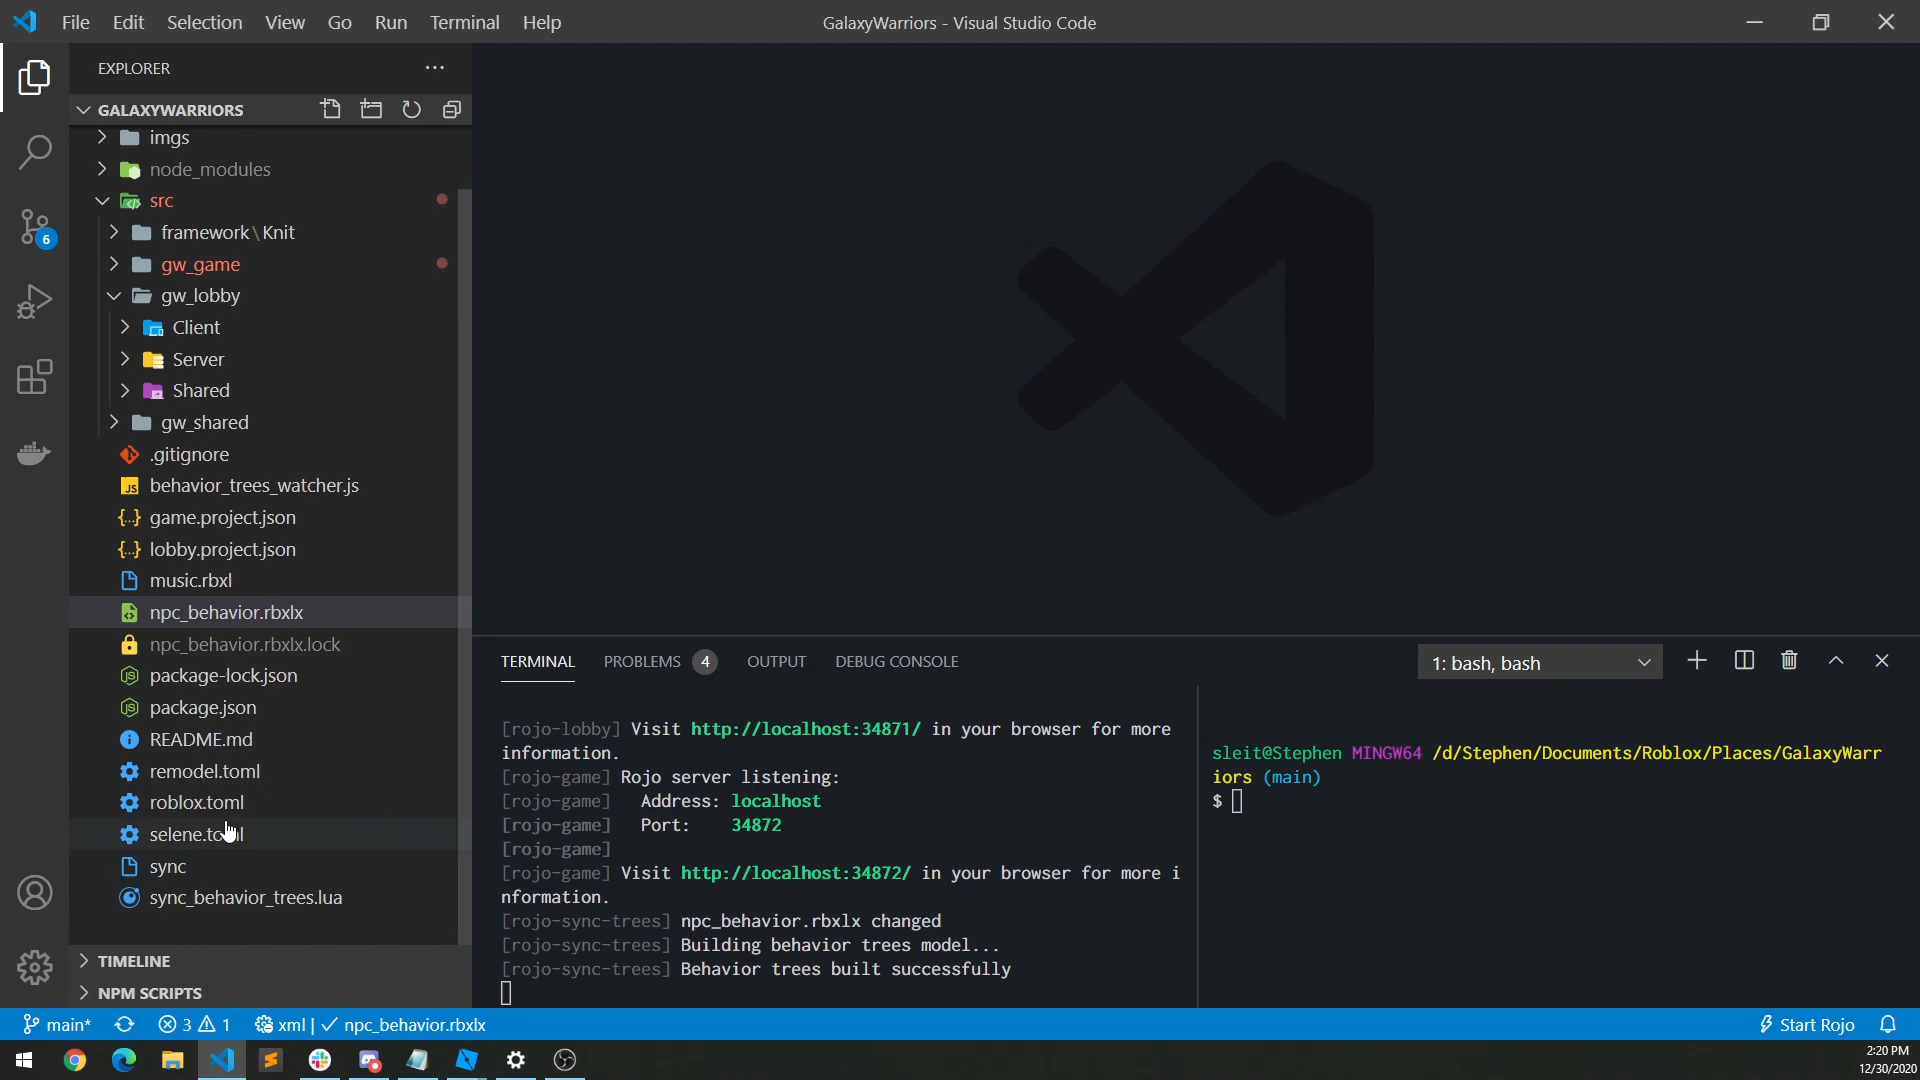 File Edit Selection View Go Run Terminal Help
GalaxyWarriors - Visual Studio Code
EXPLORER
GALAXYWARRIORS
imgs
node_modules
src
framework\Knit
gw_game
gw_lobby
Client
Server
Shared
gw_shared
.gitignore
JS behavior_trees_watcher.js
{..} game.project.json
{..} lobby.project.json
music.rbxl
npc_behavior.rbxlx
npc_behavior.rbxlx.lock
package-lock.json
package.json
README.md
remodel.toml
roblox.toml
selene.toml
sync
sync_behavior_trees.lua
TIMELINE
NPM SCRIPTS
6
TERMINAL PROBLEMS 4 OUTPUT DEBUG CONSOLE
1: bash, bash
[rojo-lobby] Visit http://localhost:34871/ in your browser for more
information.
[rojo-game] Rojo server listening:
[rojo-game] Address: localhost
[rojo-game] Port: 34872
[rojo-game]
[rojo-game] Visit http://localhost:34872/ in your browser for more i
nformation.
[rojo-sync-trees] npc_behavior.rbxlx changed
[rojo-sync-trees] Building behavior trees model...
[rojo-sync-trees] Behavior trees built successfully
sleit@Stephen MINGW64 /d/Stephen/Documents/Roblox/Places/GalaxyWarr
iors (main)
$
main* 3 1 xml | ✓ npc_behavior.rbxlx
Start Rojo
2:20 PM
12/30/2020